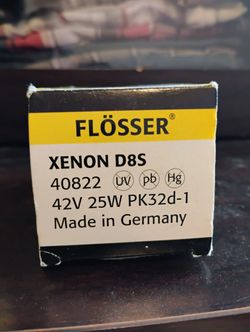 FLÖSSER®
XENON D8S
40822 UV pb Hg
42V 25W PK32d-1
Made in Germany